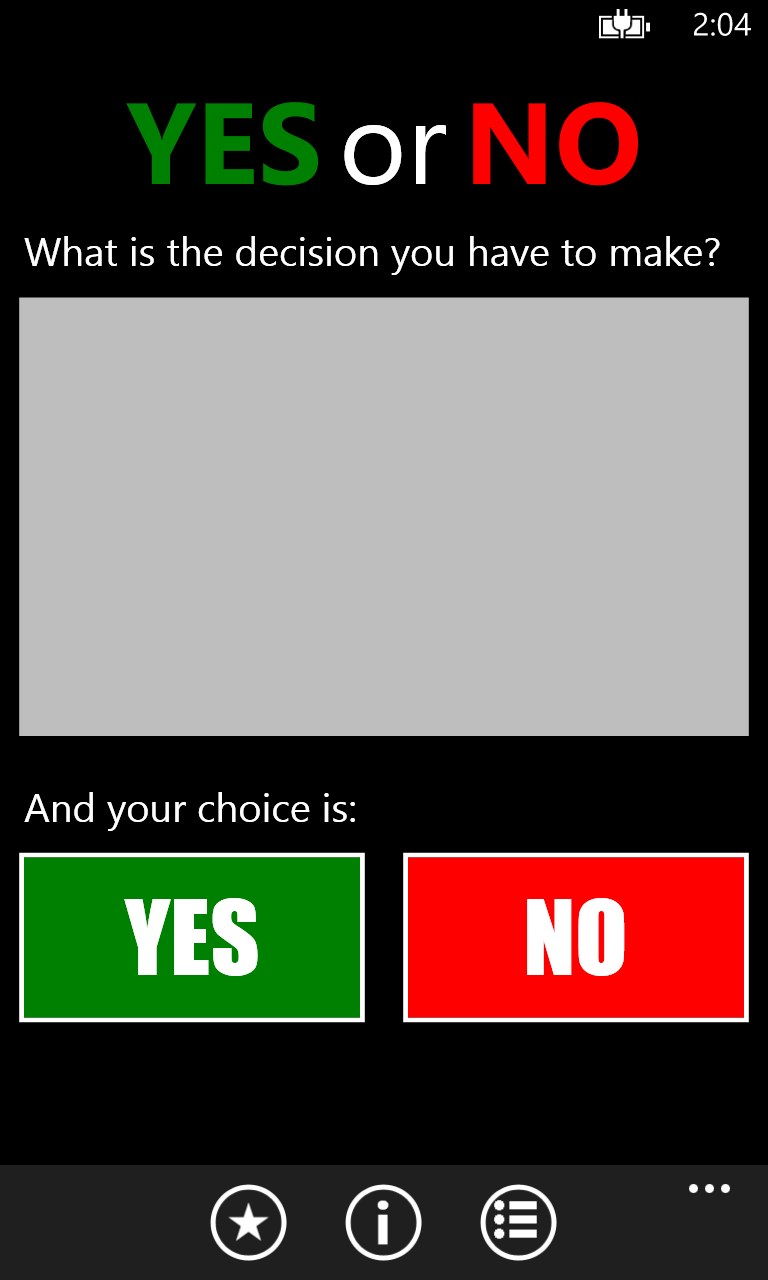 2:04
YES or NO
What is the decision you have to make?
And your choice is:
YES NO